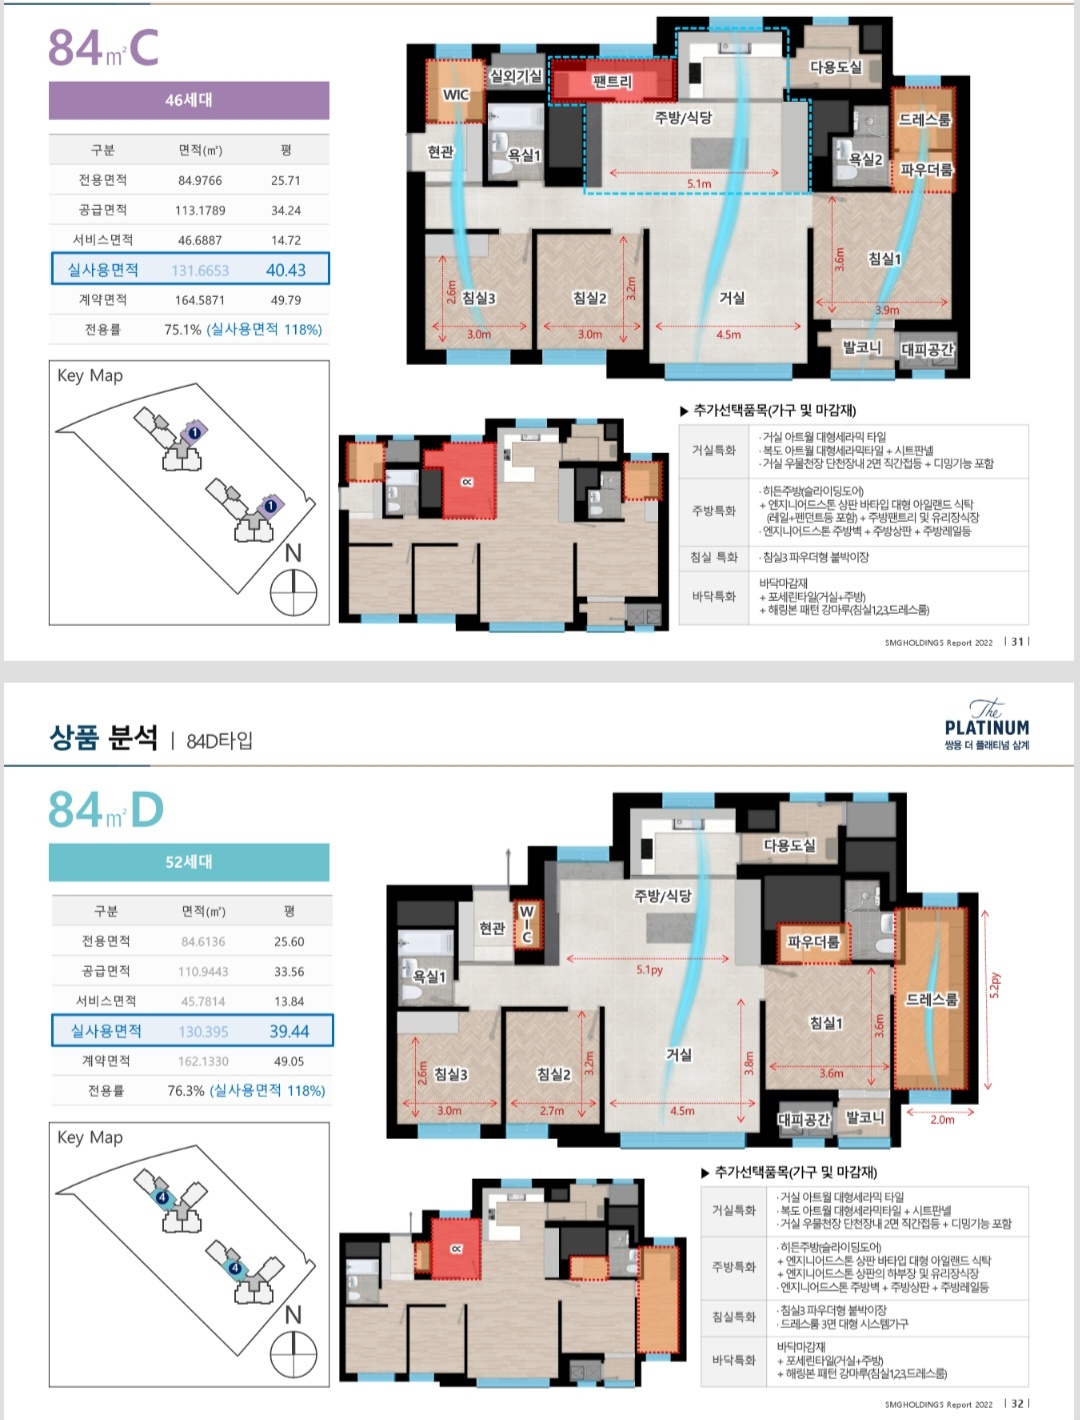 84㎡C
46세대
구분 면적(㎡) 평
전용면적 84.9766 25.71
공급면적 113.1789 34.24
서비스면적 46.6887 14.72
실사용면적 131.6653 40.43
계약면적 164.5871 49.79
전용률 75.1% (실사용면적 118%)
Key Map
1
1
N
WIC
실외기실
팬트리
다용도실
현관
욕실1
주방/식당
욕실2
드레스룸
파우더룸
5.1m
침실3
2.6m
3.0m
침실2
3.2m
3.0m
거실
4.5m
침실1
3.6m
3.9m
발코니
대피공간
α
▶ 추가선택품목(가구 및 마감재)
거실특화
· 거실 아트월 대형세라믹 타일
· 복도 아트월 대형세라믹타일 + 시트판넬
· 거실 우물천장 단천장내 2면 직간접등 + 디밍기능 포함
주방특화
· 히든주방(슬라이딩도어)
+ 엔지니어드스톤 상판 바타입 대형 아일랜드 식탁
(레일+펜던트등 포함) + 주방팬트리 및 유리장식장
· 엔지니어드스톤 주방벽 + 주방상판 + 주방레일등
침실 특화
· 침실3 파우더형 붙박이장
바닥특화
바닥마감재
+ 포세린타일(거실+주방)
+ 해링본 패턴 강마루(침실1,2,3,드레스룸)
SMGHOLDINGS Report 2022 | 31 |
상품 분석 | 84D타입
The
PLATINUM
쌍용 더 플래티넘 삼계
84㎡D
52세대
구분 면적(㎡) 평
전용면적 84.6136 25.60
공급면적 110.9443 33.56
서비스면적 45.7814 13.84
실사용면적 130.395 39.44
계약면적 162.1330 49.05
전용률 76.3% (실사용면적 118%)
Key Map
4
4
N
다용도실
주방/식당
현관
WIC
욕실1
5.1py
파우더룸
드레스룸
5.2py
2.0m
침실3
2.6m
3.0m
침실2
3.2m
2.7m
거실
3.8m
4.5m
침실1
3.6m
3.6m
대피공간
발코니
α
▶ 추가선택품목(가구 및 마감재)
거실특화
· 거실 아트월 대형세라믹 타일
· 복도 아트월 대형세라믹타일 + 시트판넬
· 거실 우물천장 단천장내 2면 직간접등 + 디밍기능 포함
주방특화
· 히든주방(슬라이딩도어)
+ 엔지니어드스톤 상판 바타입 대형 아일랜드 식탁
+ 엔지니어드스톤 상판의 하부장 및 유리장식장
· 엔지니어드스톤 주방벽 + 주방상판 + 주방레일등
침실특화
· 침실3 파우더형 붙박이장
· 드레스룸 3면 대형 시스템가구
바닥특화
바닥마감재
+ 포세린타일(거실+주방)
+ 해링본 패턴 강마루(침실1,2,3,드레스룸)
SMGHOLDINGS Report 2022 | 32 |